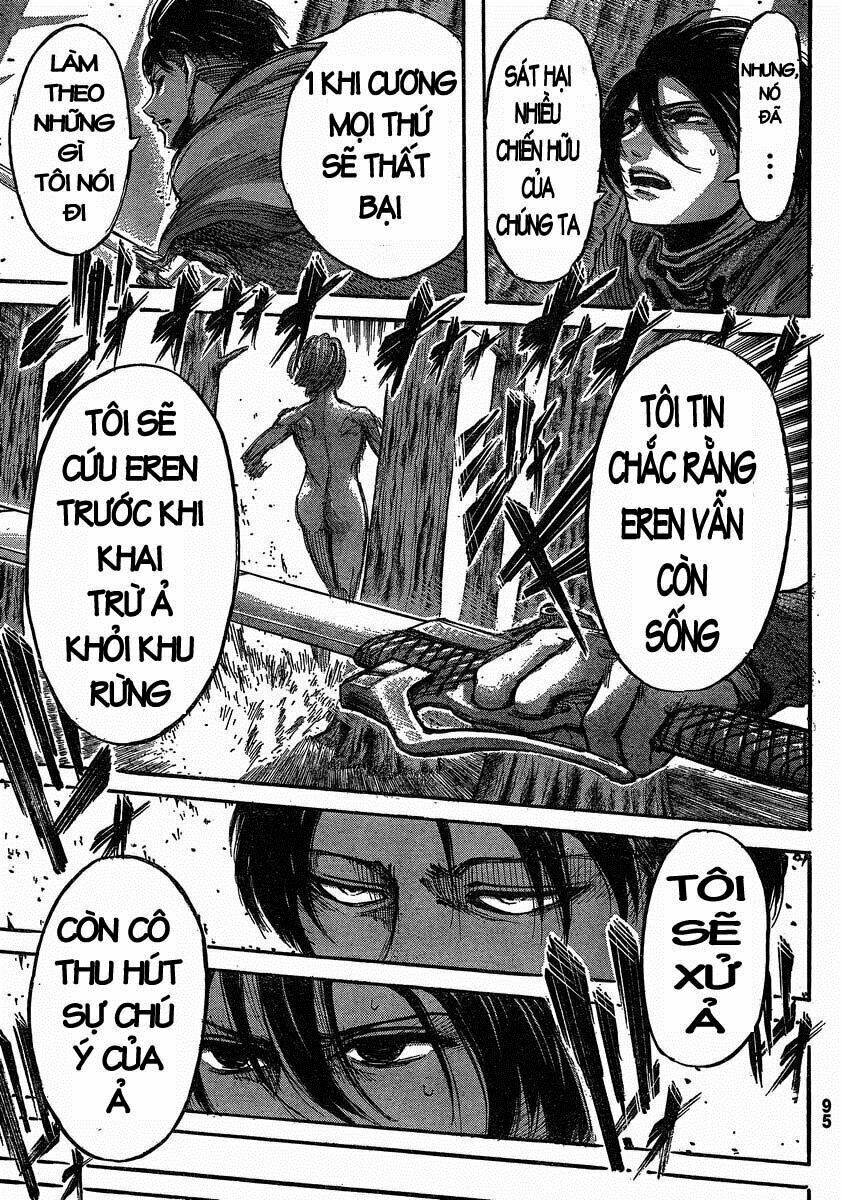 NHƯNG,
NÓ
ĐÃ
...
SÁT HẠI
NHIỀU
CHIẾN HỮU
CỦA
CHÚNG TA
1 KHI CƯƠNG
MỌI THỨ
SẼ THẤT
BẠI
LÀM
THEO
NHỮNG
GÌ
TÔI NÓI
ĐI
TÔI TIN
CHẮC RẰNG
EREN VẪN
CÒN
SỐNG
TÔI SẼ
CỨU EREN
TRƯỚC KHI
KHAI
TRỪ Ả
KHỎI KHU
RỪNG
TÔI
SẼ
XỬ
Ả
CÒN CÔ
THU HÚT
SỰ CHÚ
Ý CỦA
Ả
95